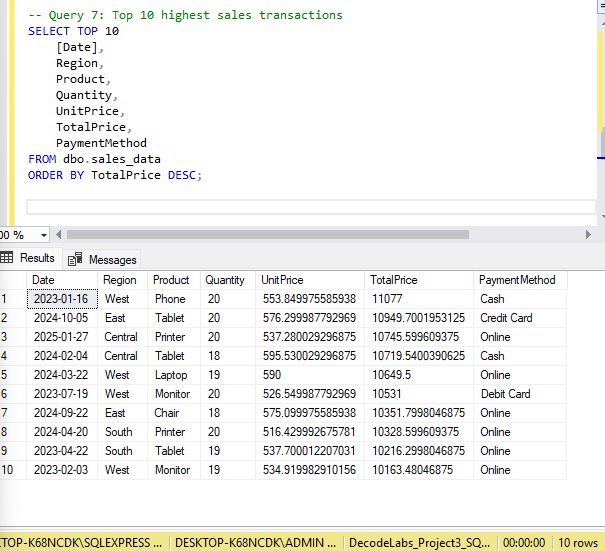 -- Query 7: Top 10 highest sales transactions
SELECT TOP 10
[Date],
Region,
Product,
Quantity,
UnitPrice,
TotalPrice,
PaymentMethod
FROM dbo.sales_data
ORDER BY TotalPrice DESC;
00 %
Results Messages
Date Region Product Quantity UnitPrice TotalPrice PaymentMethod
1 2023-01-16 West Phone 20 553.849975585938 11077 Cash
2 2024-10-05 East Tablet 20 576.299987792969 10949.7001953125 Credit Card
3 2025-01-27 Central Printer 20 537.280029296875 10745.599609375 Online
4 2024-02-04 Central Tablet 18 595.530029296875 10719.5400390625 Cash
5 2024-03-22 West Laptop 19 590 10649.5 Online
6 2023-07-19 West Monitor 20 526.549987792969 10531 Debit Card
7 2024-09-22 East Chair 18 575.099975585938 10351.7998046875 Online
8 2024-04-20 South Printer 20 516.429992675781 10328.599609375 Online
9 2023-04-22 South Tablet 19 537.700012207031 10216.2998046875 Online
10 2023-02-03 West Monitor 19 534.919982910156 10163.48046875 Online
TOP-K68NCDK\SQLEXPRESS ... DESKTOP-K68NCDK\ADMIN ... DecodeLabs_Project3_SQ... 00:00:00 10 rows